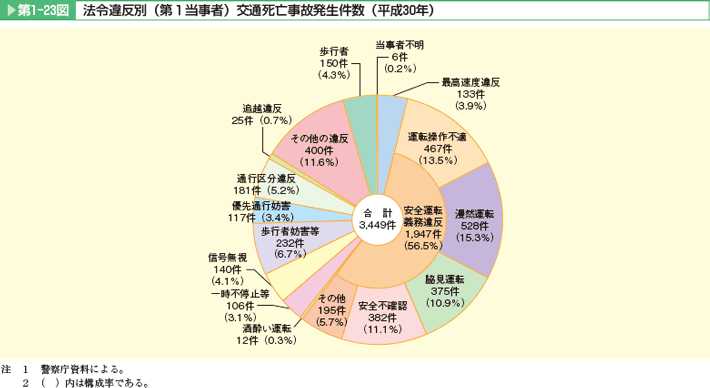 ▶第1-23図 法令違反別（第１当事者）交通死亡事故発生件数（平成30年）
当事者不明
6件
（0.2%）
最高速度違反
133件
（3.9%）
運転操作不適
467件
（13.5%）
漫然運転
528件
（15.3%）
脇見運転
375件
（10.9%）
安全不確認
382件
（11.1%）
その他
195件
（5.7%）
安全運転
義務違反
1,947件
（56.5%）
酒酔い運転
12件（0.3%）
一時不停止等
106件
（3.1%）
信号無視
140件
（4.1%）
歩行者妨害等
232件
（6.7%）
優先通行妨害
117件（3.4%）
通行区分違反
181件（5.2%）
追越違反
25件（0.7%）
その他の違反
400件
（11.6%）
歩行者
150件
（4.3%）
合　計
3,449件
注　１　警察庁資料による。
２　（　）内は構成率である。